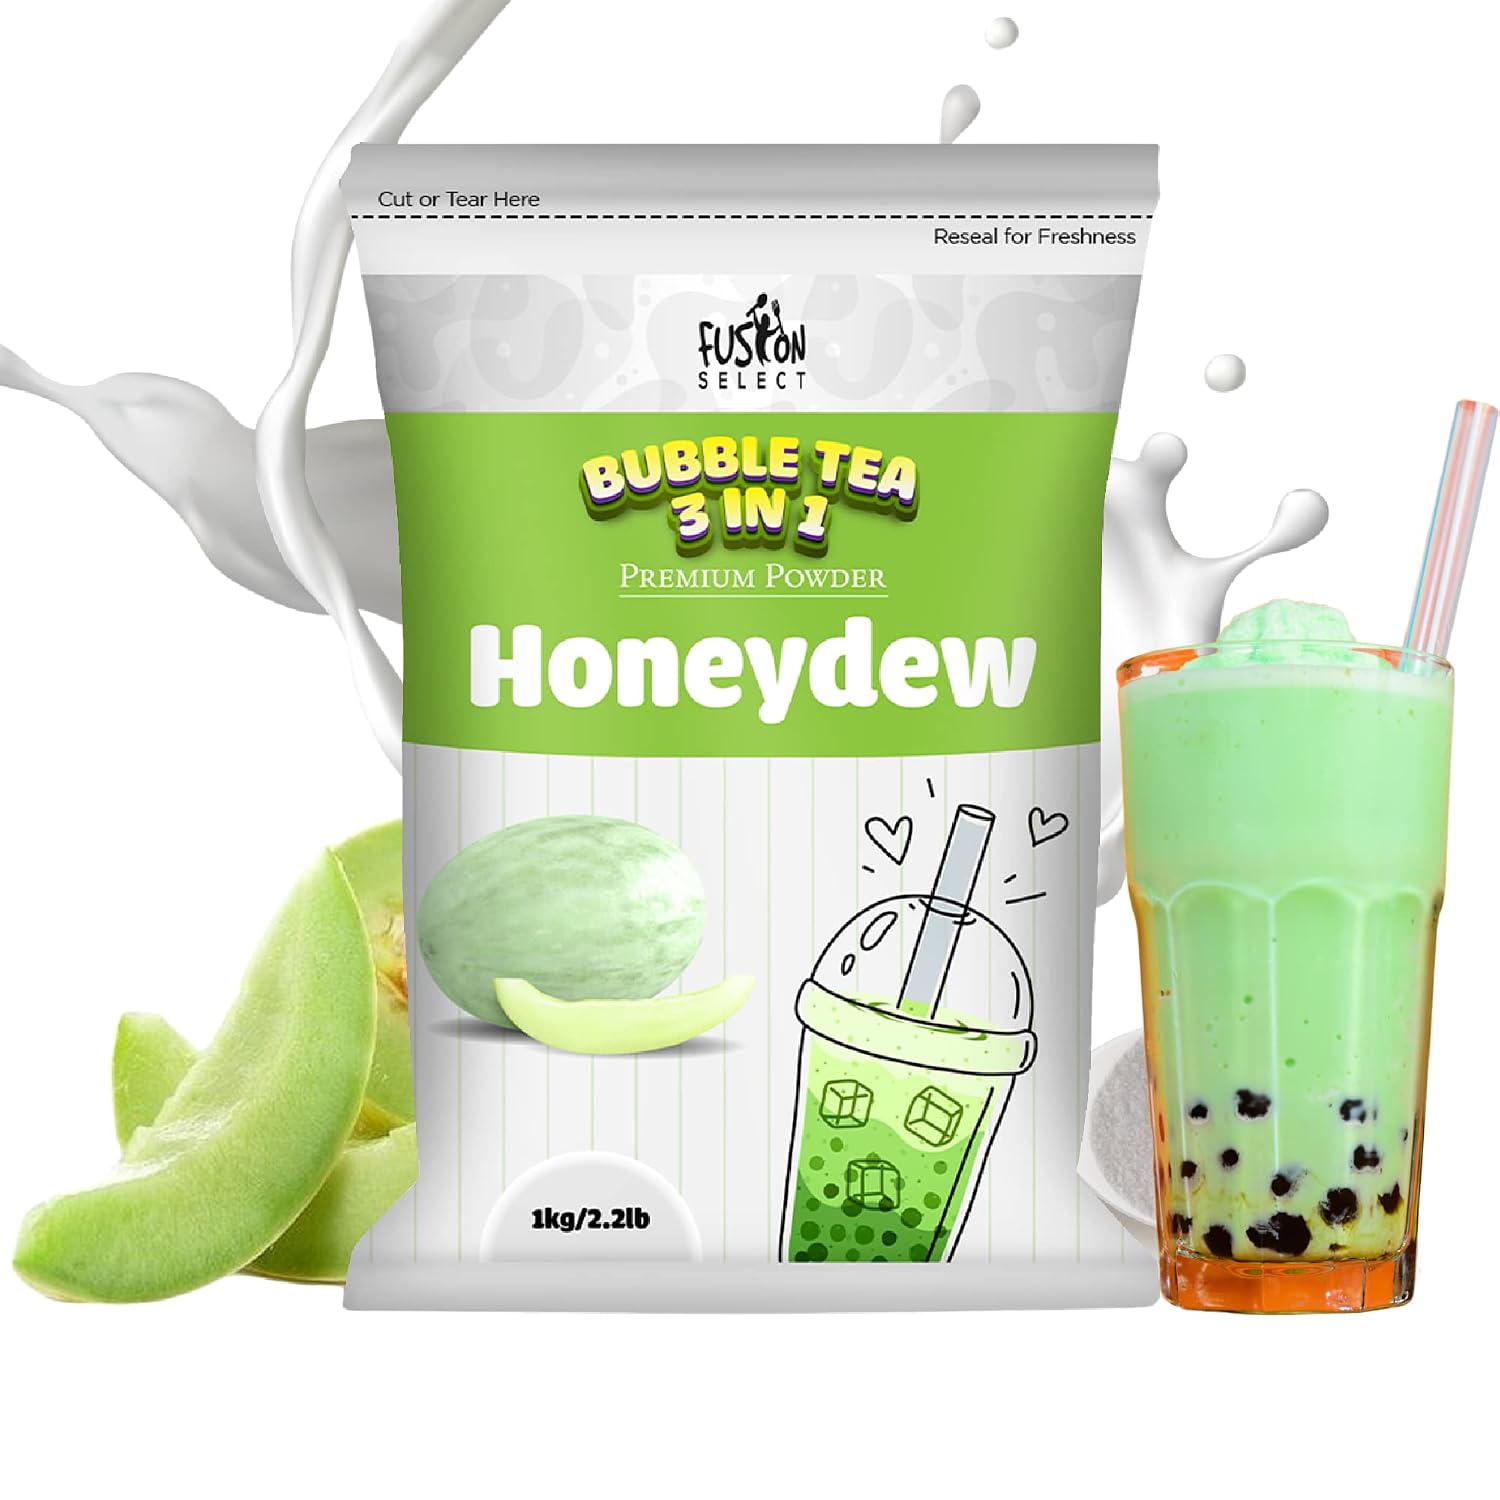 Cut or Tear Here
Reseal for Freshness
FUSION
SELECT
BUBBLE TEA
3 IN 1
PREMIUM POWDER
Honeydew
1kg/2.2lb